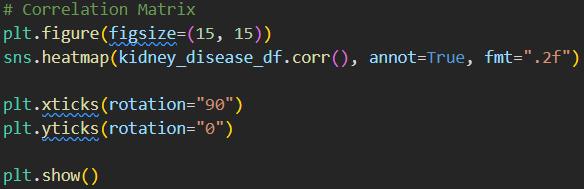 # Correlation Matrix
plt.figure(figsize=(15, 15))
sns.heatmap(kidney_disease_df.corr(), annot=True, fmt=".2f")
plt.xticks(rotation="90")
plt.yticks(rotation="0")
plt.show()